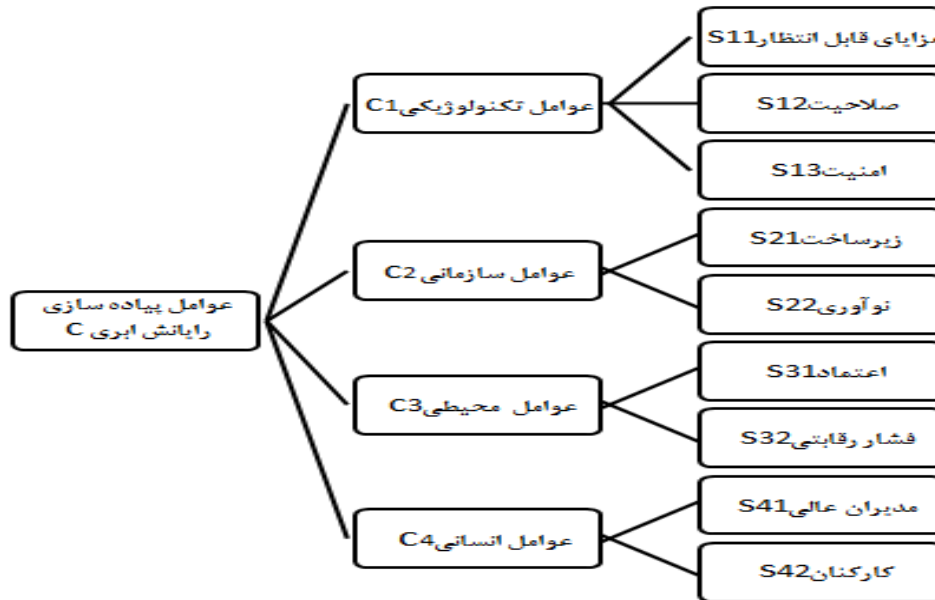 عوامل پیاده سازی
رایانش ابری C
عوامل تکنولوژیکیC1
عوامل سازمانی C2
عوامل محیطیC3
عوامل انسانیC4
مزایای قابل انتظارS11
صلاحیتS12
امنیتS13
زیرساختS21
نوآوریS22
اعتمادS31
فشار رقابتیS32
مدیران عالیS41
کارکنانS42